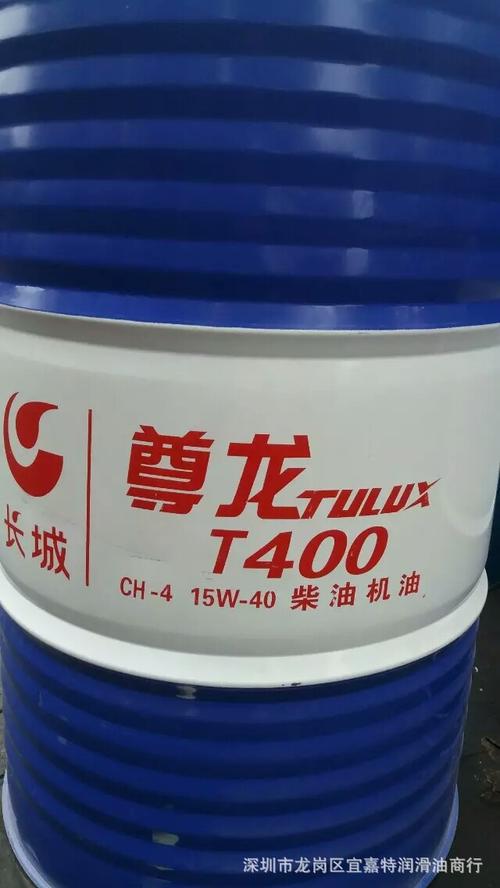 尊龙TULUX
T400
长城
CH-4 15W-40 柴油机油
深圳市龙岗区宜嘉特润滑油商行